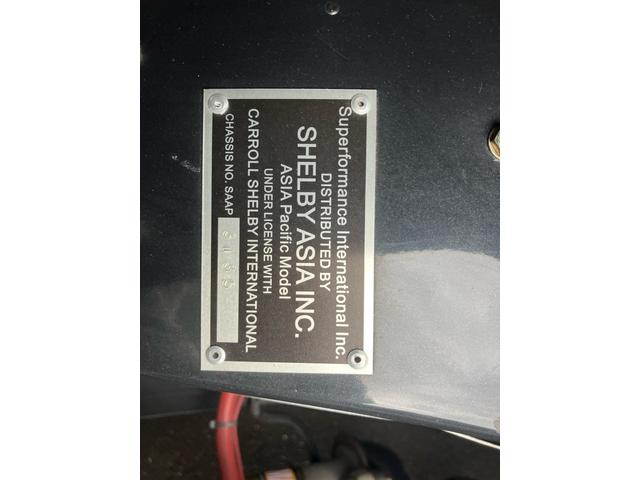 Superformance International Inc.
DISTRIBUTED BY
SHELBY ASIA INC.
ASIA Pacific Model
UNDER LICENSE WITH
CARROLL SHELBY INTERNATIONAL
CHASSIS NO. SAAP